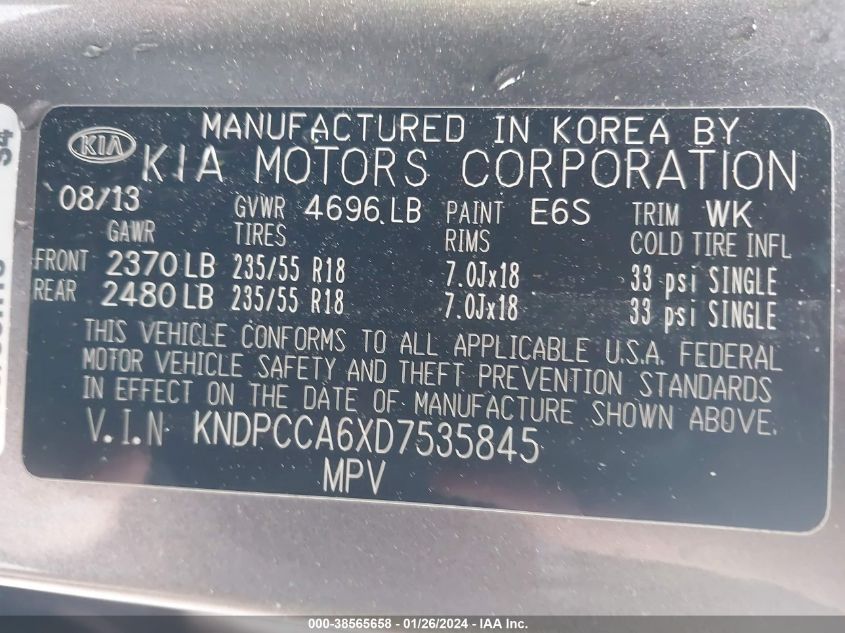 MANUFACTURED IN KOREA BY
KIA KIA MOTORS CORPORATION
08/13 GVWR 4696 LB PAINT E6S TRIM WK
GAWR TIRES RIMS COLD TIRE INFL
FRONT 2370 LB 235/55 R18 7.0Jx18 33 psi SINGLE
REAR 2480 LB 235/55 R18 7.0Jx18 33 psi SINGLE
THIS VEHICLE CONFORMS TO ALL APPLICABLE U.S.A. FEDERAL
MOTOR VEHICLE SAFETY AND THEFT PREVENTION STANDARDS
IN EFFECT ON THE DATE OF MANUFACTURE SHOWN ABOVE.
V.I.N KNDPCCA6XD7535845
MPV
000-38565658 - 01/26/2024 - IAA Inc.